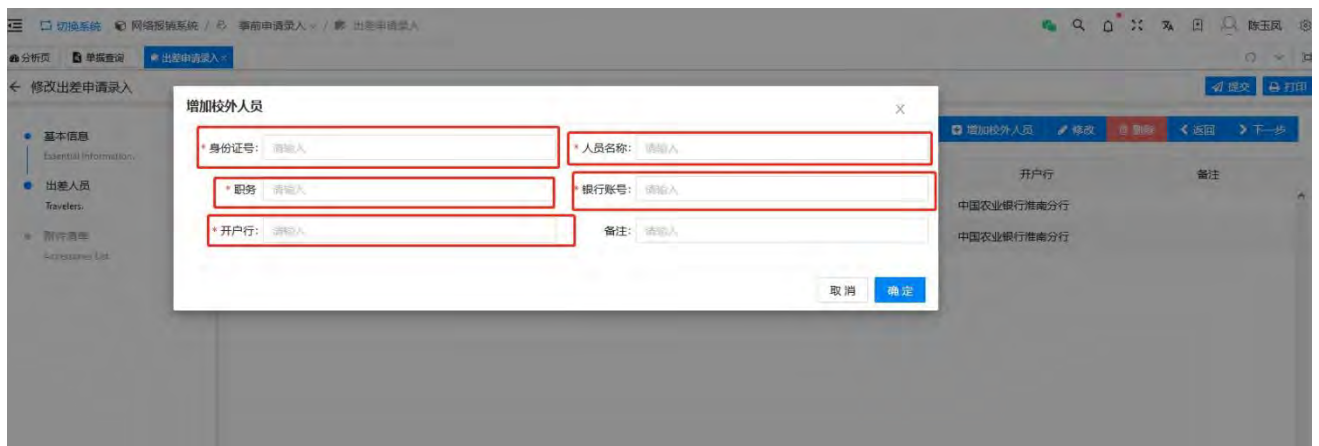 切换系统 网络报销系统 / 事前申请录入 / 出差申请录入 陈玉凤
分析页 单据查询 出差申请录入 ×
← 修改出差申请录入 提交 打印
增加校外人员 ×
增加校外人员 修改 删除 返回 下一步
基本信息
Essential Information.
* 身份证号: 请输入 * 人员名称: 请输入
开户行 备注
出差人员
Travelers.
* 职务 请输入 * 银行账号: 请输入
中国农业银行淮南分行
* 开户行: 请输入 备注: 请输入
附件清单
Accessories List.
中国农业银行淮南分行
取消 确定